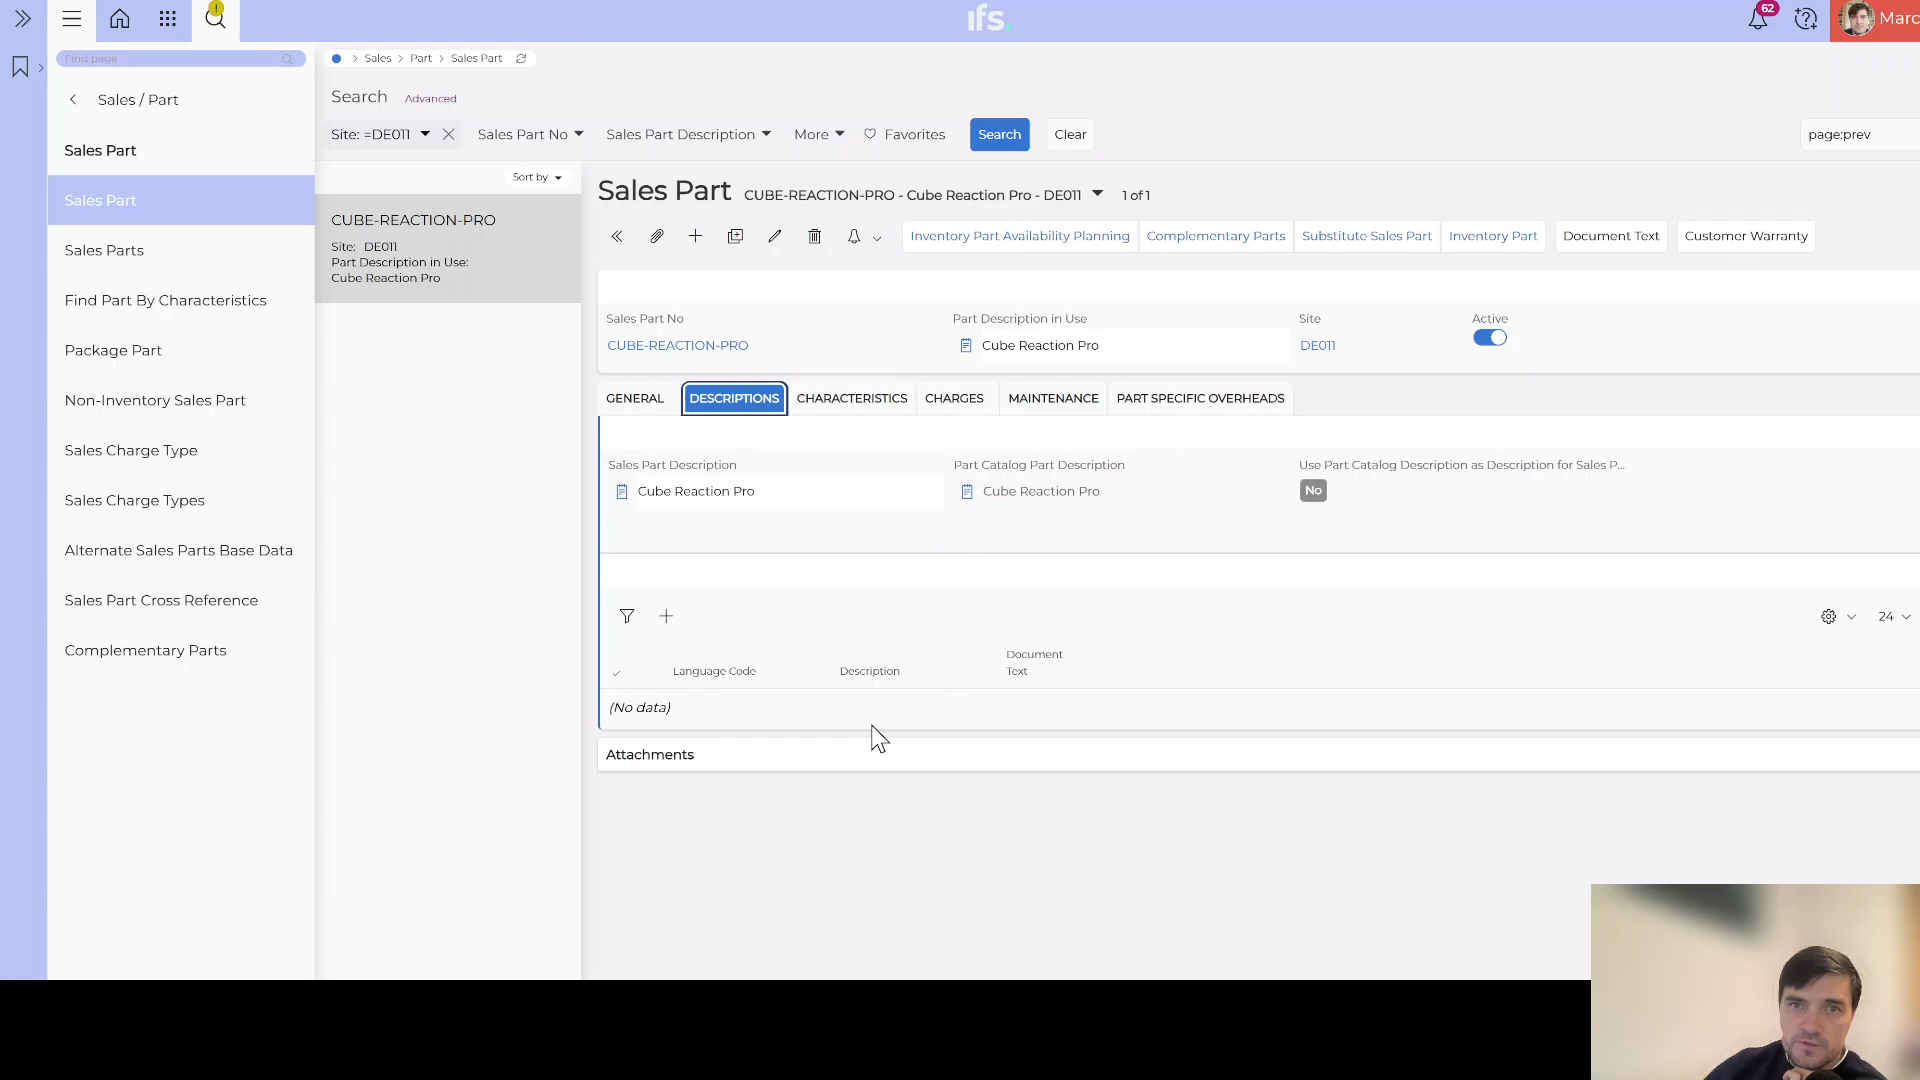 ifs.
62
Marc
Find page
Sales > Part > Sales Part
Sales / Part
Search Advanced
Site: =DE011
Sales Part No
Sales Part Description
More
Favorites
Search
Clear
page:prev
Sales Part
Sales Part
Sales Parts
Find Part By Characteristics
Package Part
Non-Inventory Sales Part
Sales Charge Type
Sales Charge Types
Alternate Sales Parts Base Data
Sales Part Cross Reference
Complementary Parts
Sort by
CUBE-REACTION-PRO
Site: DE011
Part Description in Use:
Cube Reaction Pro
Sales Part CUBE-REACTION-PRO - Cube Reaction Pro - DE011 1 of 1
Inventory Part Availability Planning
Complementary Parts
Substitute Sales Part
Inventory Part
Document Text
Customer Warranty
Sales Part No
Part Description in Use
Site
Active
CUBE-REACTION-PRO
Cube Reaction Pro
DE011
GENERAL
DESCRIPTIONS
CHARACTERISTICS
CHARGES
MAINTENANCE
PART SPECIFIC OVERHEADS
Sales Part Description
Part Catalog Part Description
Use Part Catalog Description as Description for Sales P...
Cube Reaction Pro
Cube Reaction Pro
No
24
Language Code
Description
Document
Text
(No data)
Attachments